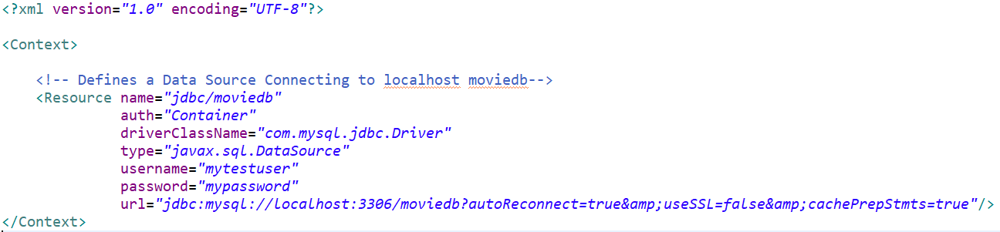 <?xml version="1.0" encoding="UTF-8"?>
<Context>
<!-- Defines a Data Source Connecting to localhost moviedb-->
<Resource name="jdbc/moviedb"
auth="Container"
driverClassName="com.mysql.jdbc.Driver"
type="javax.sql.DataSource"
username="mytestuser"
password="mypassword"
url="jdbc:mysql://localhost:3306/moviedb?autoReconnect=true&amp;useSSL=false&amp;cachePrepStmts=true"/>
</Context>